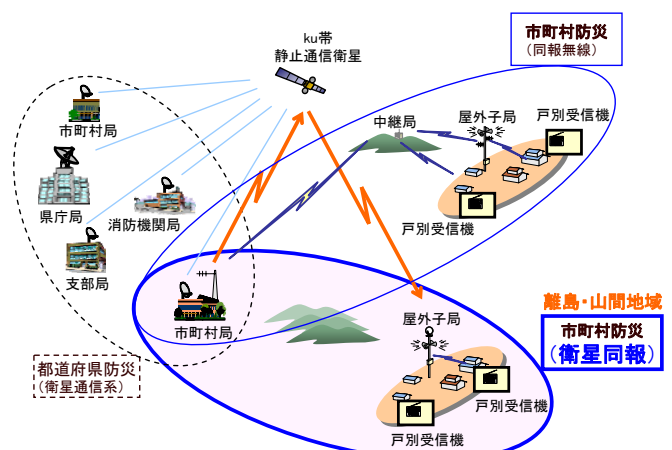 ku帯
静止通信衛星
市町村防災
（同報無線）
市町村局
中継局
屋外子局
戸別受信機
県庁局
消防機関局
戸別受信機
支部局
市町村局
離島・山間地域
屋外子局
市町村防災
（衛星同報）
都道府県防災
（衛星通信系）
戸別受信機
戸別受信機